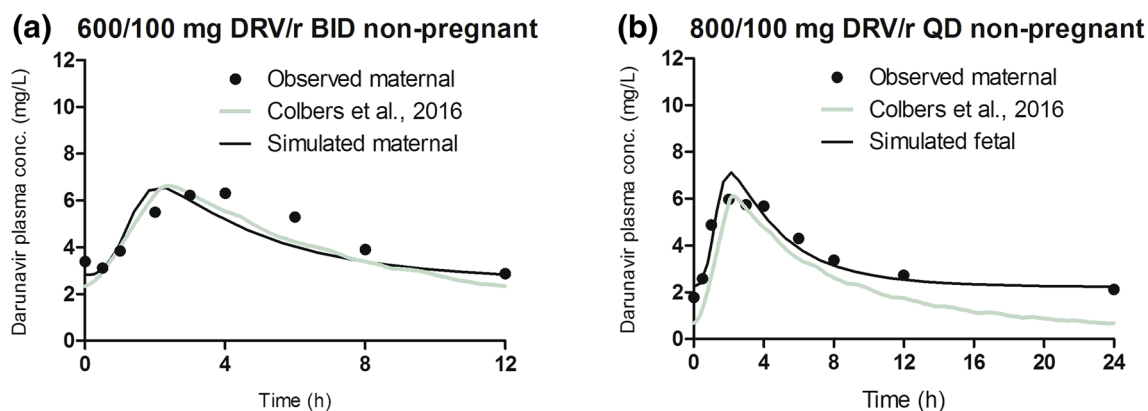 (a) 600/100 mg DRV/r BID non-pregnant
Darunavir plasma conc. (mg/L)
12
10
8
6
4
2
0
Observed maternal
Colbers et al., 2016
Simulated maternal
0 4 8 12
Time (h)
(b) 800/100 mg DRV/r QD non-pregnant
Darunavir plasma conc. (mg/L)
12
10
8
6
4
2
0
Observed maternal
Colbers et al., 2016
Simulated fetal
0 4 8 12 16 20 24
Time (h)